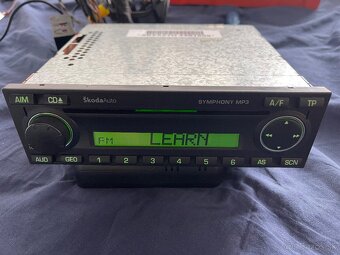 AIM CD ŠkodaAuto SYMPHONY MP3 A/F TP
FM LEARN
AUD GEO 1 2 3 4 5 6 AS SCN